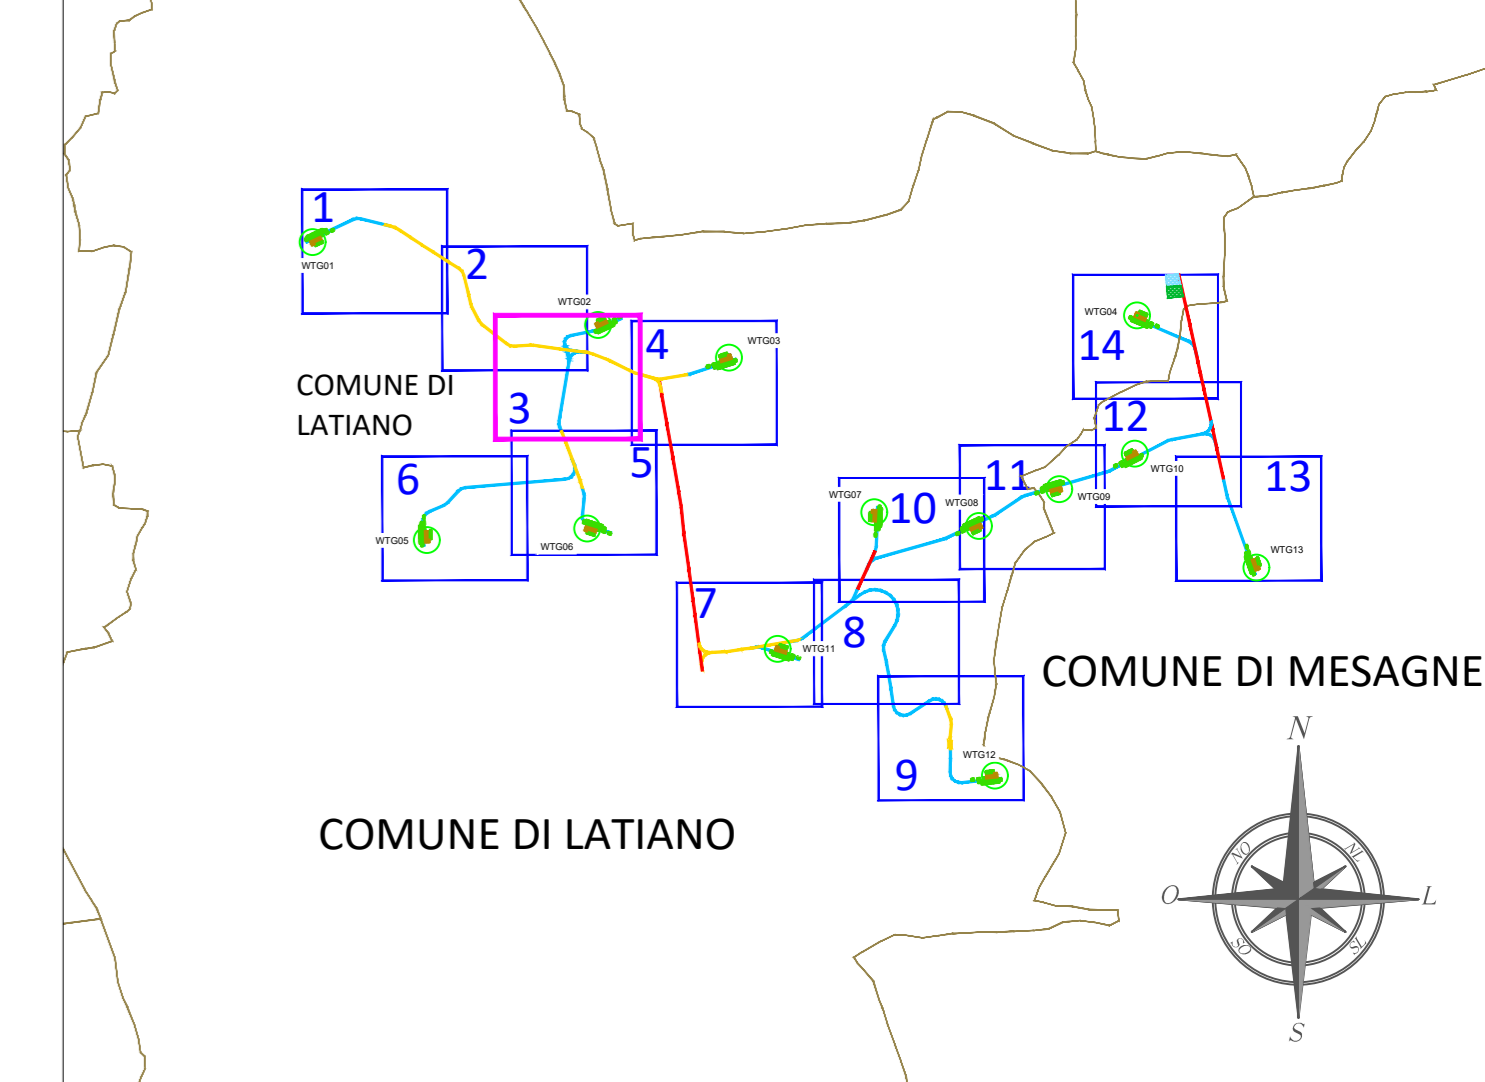 1
WTG01
2
WTG02
4
WTG03
WTG04
14
COMUNE DI
LATIANO
3
12
5
6
11
13
WTG10
WTG07
10
WTG08
WTG09
WTG05
WTG06
WTG13
7
8
WTG11
COMUNE DI MESAGNE
9
WTG12
COMUNE DI LATIANO
N
NO
NL
O
L
SO
SL
S